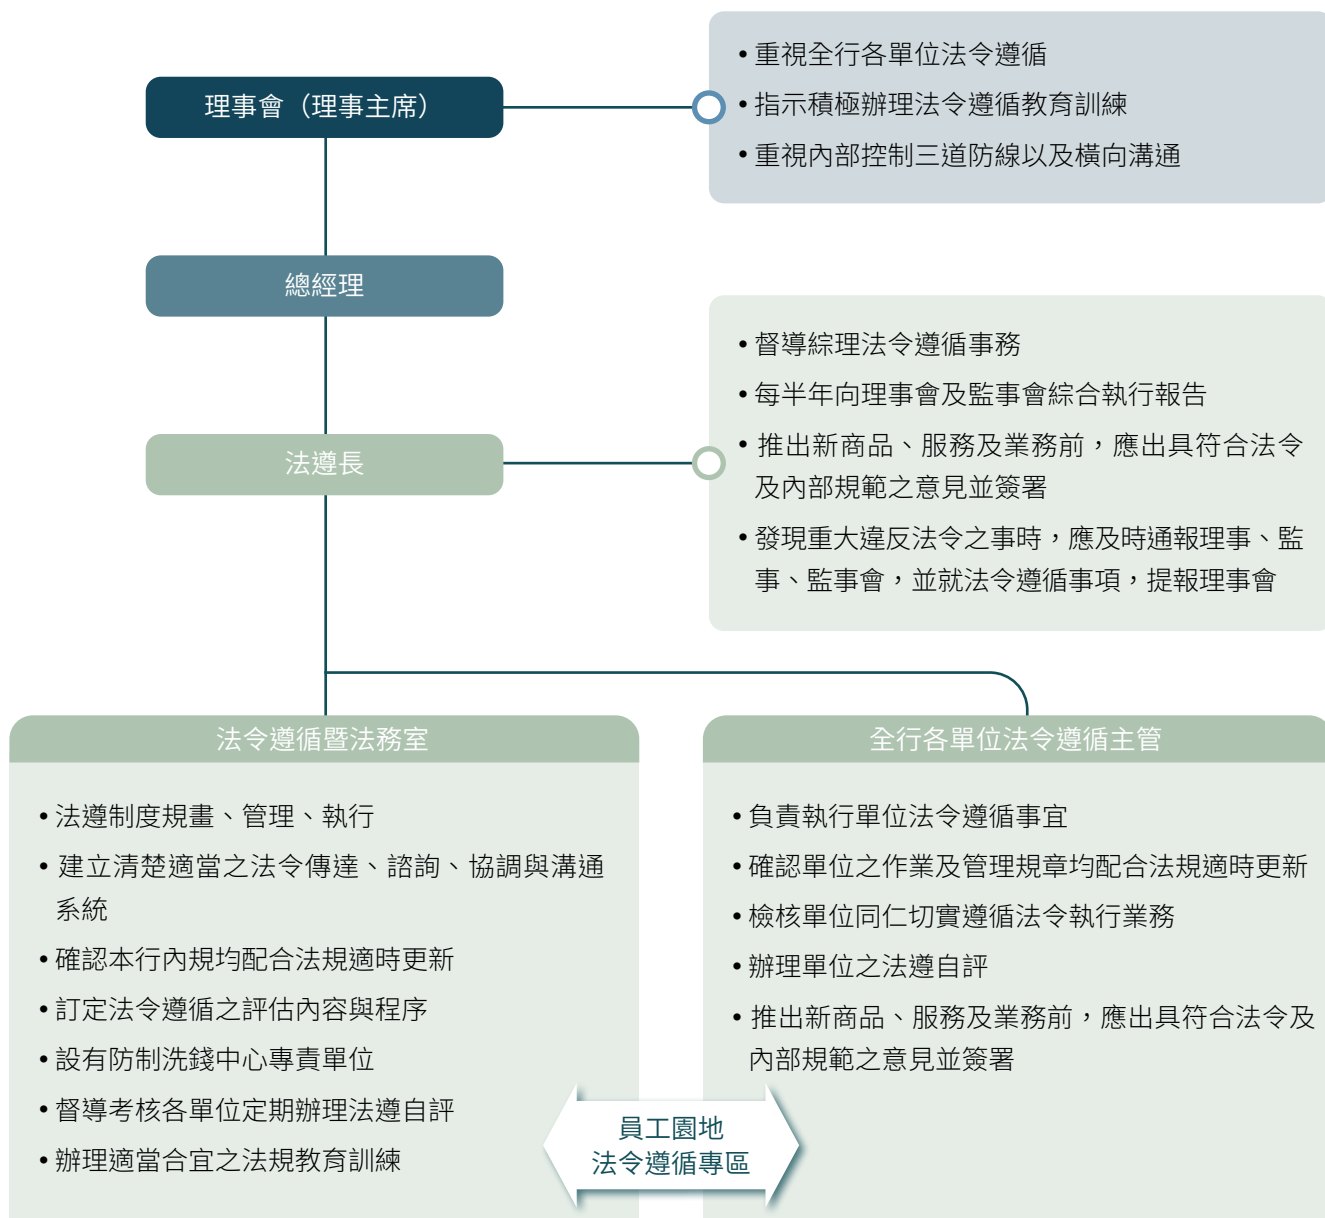 理事會（理事主席）
• 重視全行各單位法令遵循
• 指示積極辦理法令遵循教育訓練
• 重視內部控制三道防線以及橫向溝通
總經理
法遵長
• 督導綜理法令遵循事務
• 每半年向理事會及監事會綜合執行報告
• 推出新商品、服務及業務前，應出具符合法令
及內部規範之意見並簽署
• 發現重大違反法令之事時，應及時通報理事、監
事、監事會，並就法令遵循事項，提報理事會
法令遵循暨法務室
• 法遵制度規畫、管理、執行
• 建立清楚適當之法令傳達、諮詢、協調與溝通
系統
• 確認本行內規均配合法規適時更新
• 訂定法令遵循之評估內容與程序
• 設有防制洗錢中心專責單位
• 督導考核各單位定期辦理法遵自評
• 辦理適當合宜之法規教育訓練
全行各單位法令遵循主管
• 負責執行單位法令遵循事宜
• 確認單位之作業及管理規章均配合法規適時更新
• 檢核單位同仁切實遵循法令執行業務
• 辦理單位之法遵自評
• 推出新商品、服務及業務前，應出具符合法令及
內部規範之意見並簽署
員工園地
法令遵循專區